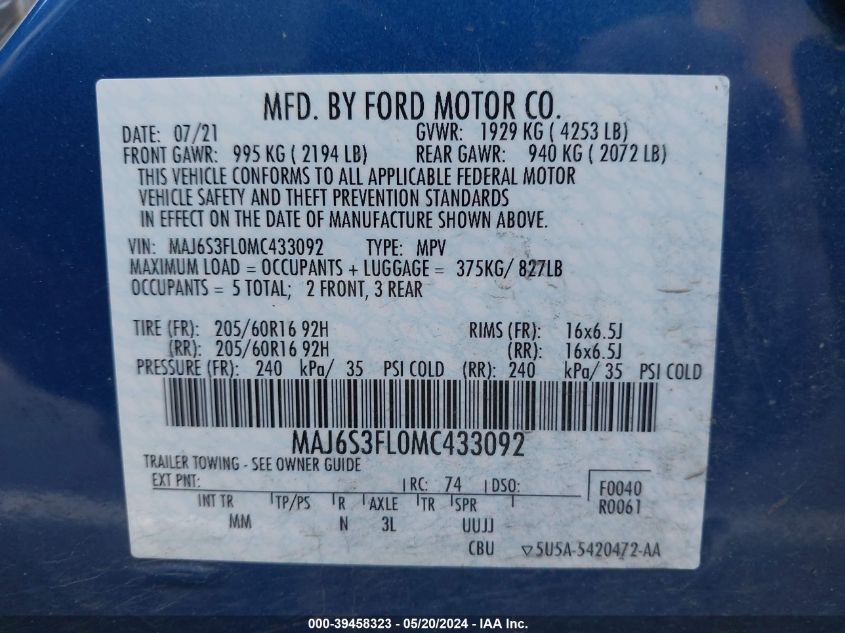 MFD. BY FORD MOTOR CO.
DATE: 07/21 GVWR: 1929 KG ( 4253 LB)
FRONT GAWR: 995 KG ( 2194 LB) REAR GAWR: 940 KG ( 2072 LB)
THIS VEHICLE CONFORMS TO ALL APPLICABLE FEDERAL MOTOR
VEHICLE SAFETY AND THEFT PREVENTION STANDARDS
IN EFFECT ON THE DATE OF MANUFACTURE SHOWN ABOVE.
VIN: MAJ6S3FL0MC433092 TYPE: MPV
MAXIMUM LOAD = OCCUPANTS + LUGGAGE = 375KG/ 827LB
OCCUPANTS = 5 TOTAL; 2 FRONT, 3 REAR
TIRE (FR): 205/60R16 92H RIMS (FR): 16x6.5J
(RR): 205/60R16 92H (RR): 16x6.5J
PRESSURE (FR): 240 kPa/ 35 PSI COLD (RR): 240 kPa/ 35 PSI COLD
MAJ6S3FL0MC433092
TRAILER TOWING - SEE OWNER GUIDE
EXT PNT: RC: 74 DSO: F0040
INT TR TP/PS R AXLE TR SPR R0061
MM N 3L UUJJ
CBU ▽5U5A-5420472-AA
000-39458323 - 05/20/2024 - IAAI Inc.